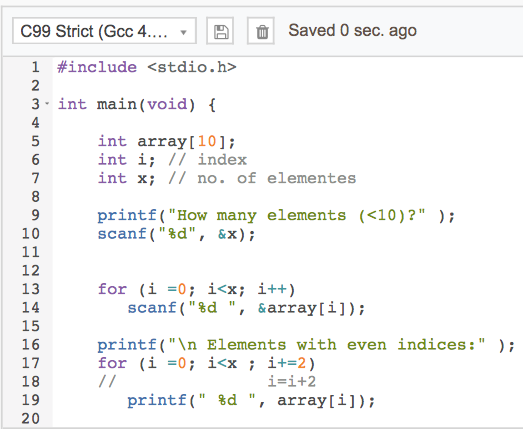 C99 Strict (Gcc 4.... Saved 0 sec. ago
1 #include <stdio.h>
2
3 int main(void) {
4
5 int array[10];
6 int i; // index
7 int x; // no. of elementes
8
9 printf("How many elements (<10)?" );
10 scanf("%d", &x);
11
12
13 for (i =0; i<x; i++)
14 scanf("%d ", &array[i]);
15
16 printf("\n Elements with even indices:" );
17 for (i =0; i<x ; i+=2)
18 // i=i+2
19 printf(" %d ", array[i]);
20